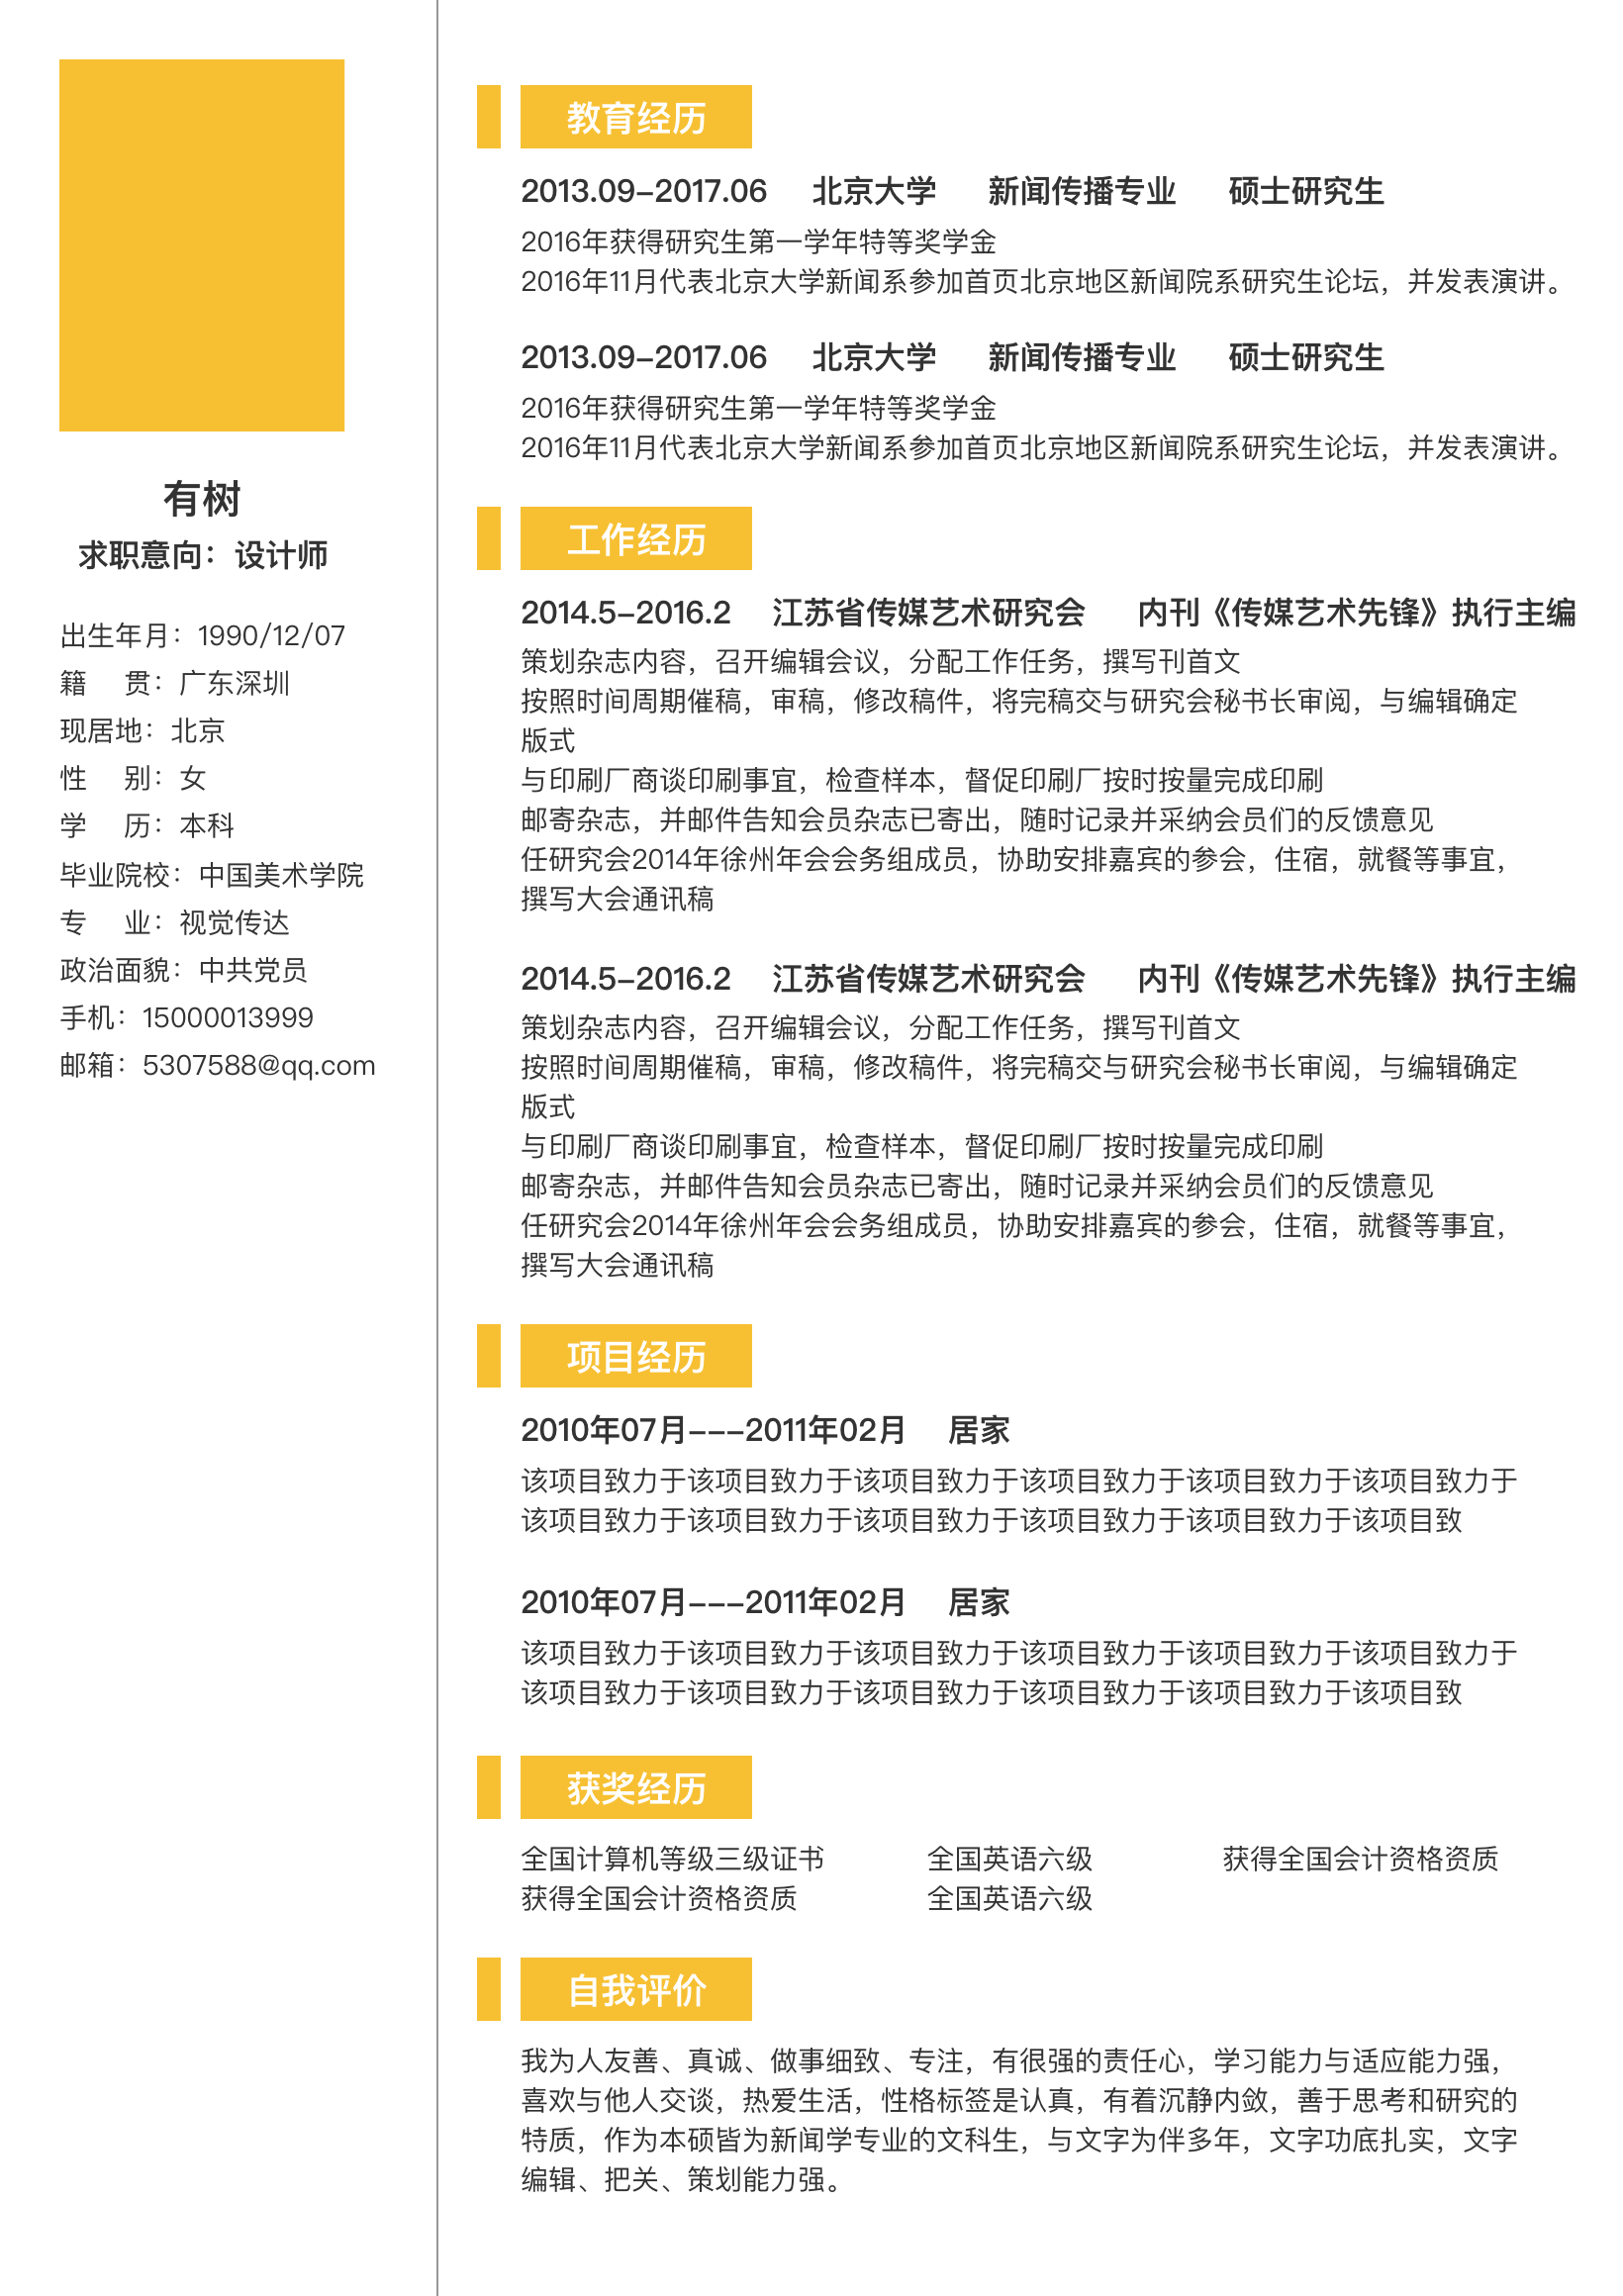 有树
求职意向：设计师
出生年月：1990/12/07
籍　贯：广东深圳
现居地：北京
性　别：女
学　历：本科
毕业院校：中国美术学院
专　业：视觉传达
政治面貌：中共党员
手机：15000013999
邮箱：5307588@qq.com
教育经历
2013.09-2017.06 北京大学 新闻传播专业 硕士研究生
2016年获得研究生第一学年特等奖学金
2016年11月代表北京大学新闻系参加首页北京地区新闻院系研究生论坛，并发表演讲。
2013.09-2017.06 北京大学 新闻传播专业 硕士研究生
2016年获得研究生第一学年特等奖学金
2016年11月代表北京大学新闻系参加首页北京地区新闻院系研究生论坛，并发表演讲。
工作经历
2014.5-2016.2 江苏省传媒艺术研究会 内刊《传媒艺术先锋》执行主编
策划杂志内容，召开编辑会议，分配工作任务，撰写刊首文
按照时间周期催稿，审稿，修改稿件，将完稿交与研究会秘书长审阅，与编辑确定
版式
与印刷厂商谈印刷事宜，检查样本，督促印刷厂按时按量完成印刷
邮寄杂志，并邮件告知会员杂志已寄出，随时记录并采纳会员们的反馈意见
任研究会2014年徐州年会会务组成员，协助安排嘉宾的参会，住宿，就餐等事宜，
撰写大会通讯稿
2014.5-2016.2 江苏省传媒艺术研究会 内刊《传媒艺术先锋》执行主编
策划杂志内容，召开编辑会议，分配工作任务，撰写刊首文
按照时间周期催稿，审稿，修改稿件，将完稿交与研究会秘书长审阅，与编辑确定
版式
与印刷厂商谈印刷事宜，检查样本，督促印刷厂按时按量完成印刷
邮寄杂志，并邮件告知会员杂志已寄出，随时记录并采纳会员们的反馈意见
任研究会2014年徐州年会会务组成员，协助安排嘉宾的参会，住宿，就餐等事宜，
撰写大会通讯稿
项目经历
2010年07月---2011年02月 居家
该项目致力于该项目致力于该项目致力于该项目致力于该项目致力于该项目致力于
该项目致力于该项目致力于该项目致力于该项目致力于该项目致力于该项目致
2010年07月---2011年02月 居家
该项目致力于该项目致力于该项目致力于该项目致力于该项目致力于该项目致力于
该项目致力于该项目致力于该项目致力于该项目致力于该项目致力于该项目致
获奖经历
全国计算机等级三级证书 全国英语六级 获得全国会计资格资质
获得全国会计资格资质 全国英语六级
自我评价
我为人友善、真诚、做事细致、专注，有很强的责任心，学习能力与适应能力强，
喜欢与他人交谈，热爱生活，性格标签是认真，有着沉静内敛，善于思考和研究的
特质，作为本硕皆为新闻学专业的文科生，与文字为伴多年，文字功底扎实，文字
编辑、把关、策划能力强。